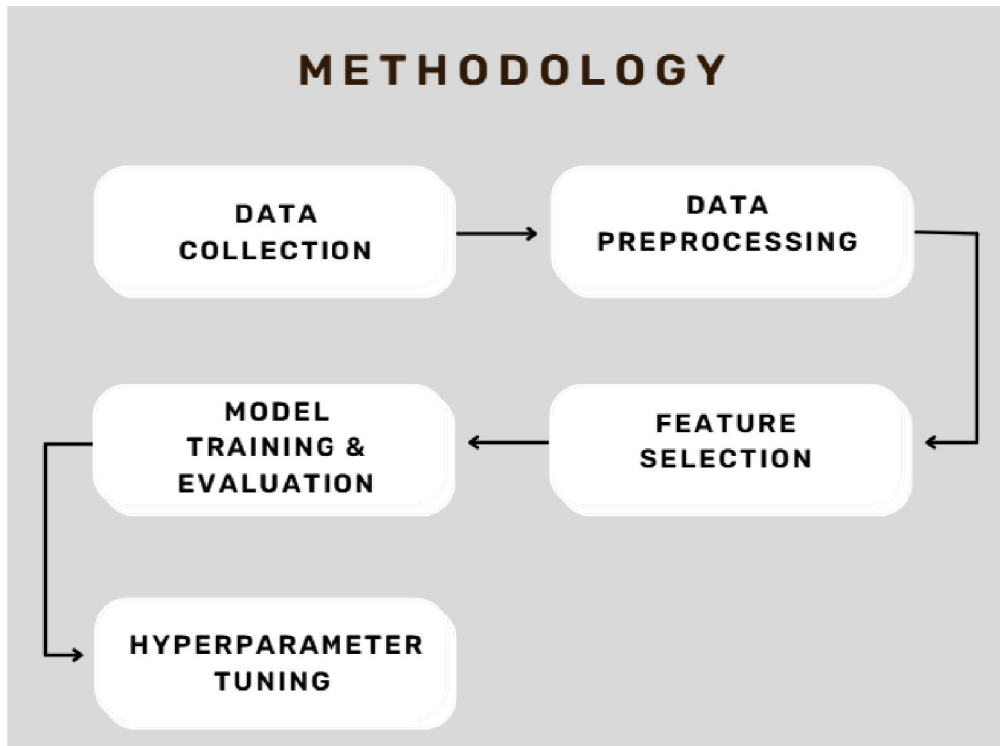 METHODOLOGY
DATA
COLLECTION
DATA
PREPROCESSING
FEATURE
SELECTION
MODEL
TRAINING &
EVALUATION
HYPERPARAMETER
TUNING